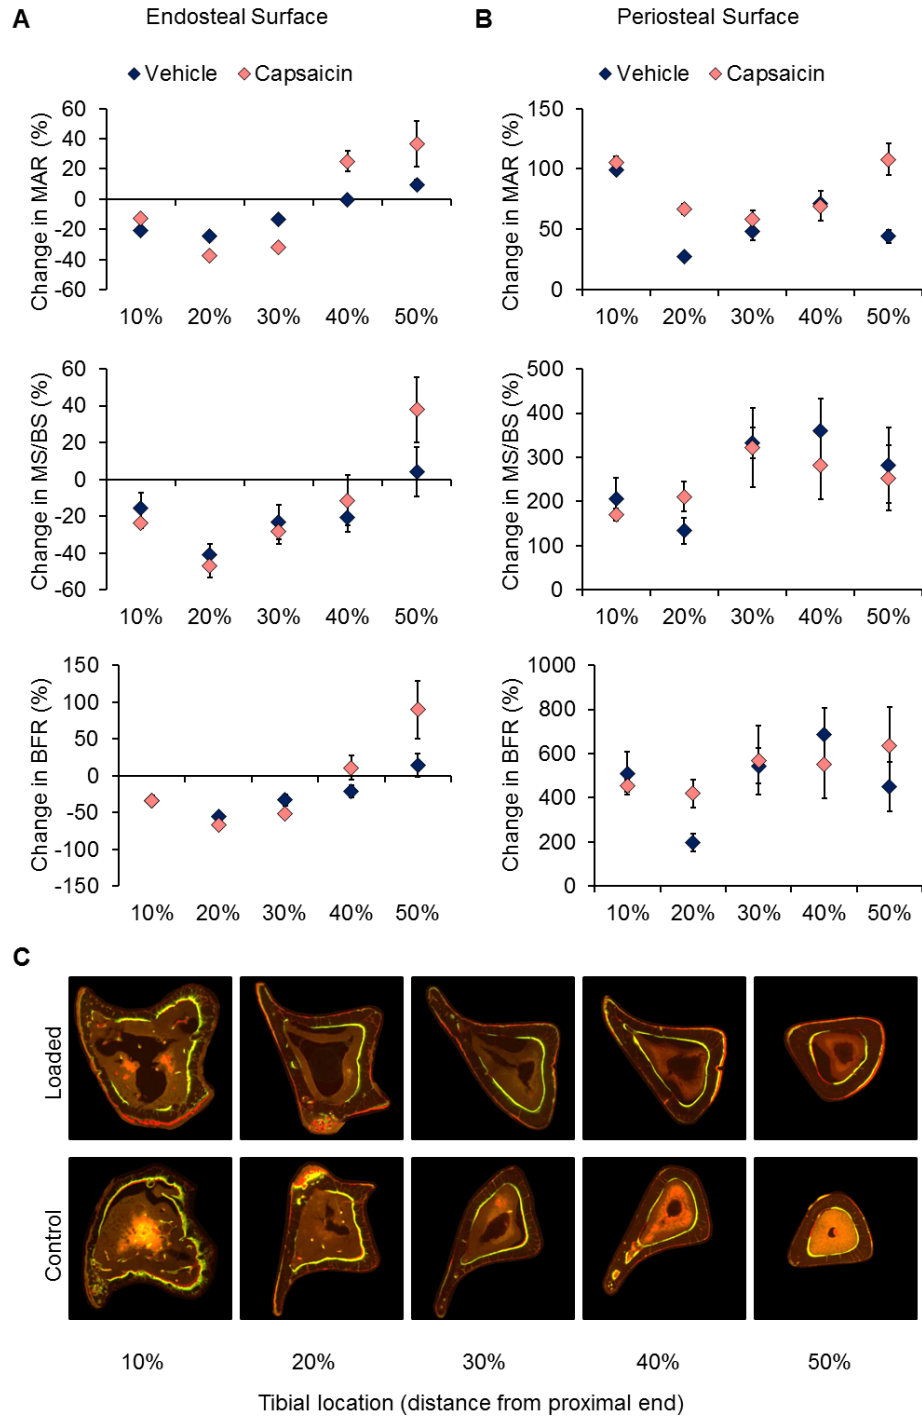 A Endosteal Surface
Vehicle Capsaicin
Change in MAR (%)
60
40
20
0
-20
-40
-60
10% 20% 30% 40% 50%
Change in MS/BS (%)
60
40
20
0
-20
-40
-60
10% 20% 30% 40% 50%
Change in BFR (%)
150
100
50
0
-50
-100
-150
10% 20% 30% 40% 50%
B Periosteal Surface
Vehicle Capsaicin
Change in MAR (%)
150
100
50
0
10% 20% 30% 40% 50%
Change in MS/BS (%)
500
400
300
200
100
0
10% 20% 30% 40% 50%
Change in BFR (%)
1000
800
600
400
200
0
10% 20% 30% 40% 50%
C
Loaded
Control
10% 20% 30% 40% 50%
Tibial location (distance from proximal end)